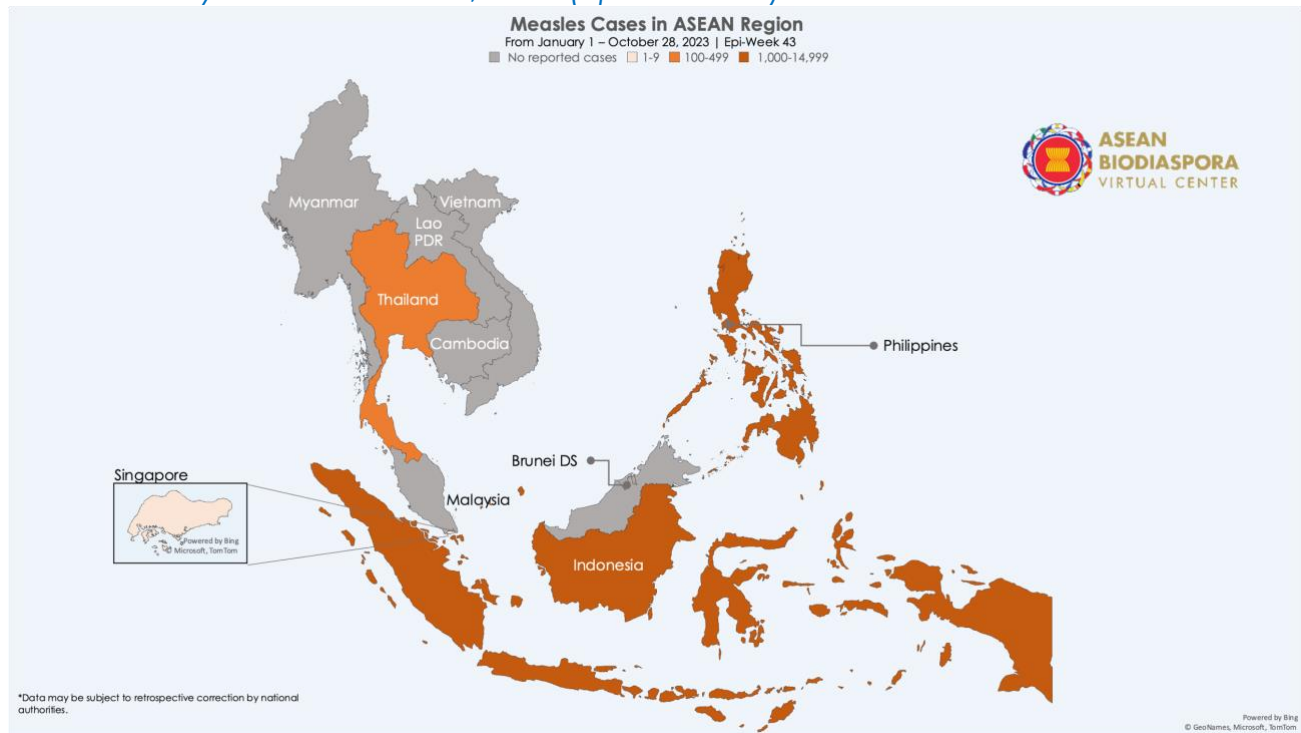 Measles Cases in ASEAN Region
From January 1 – October 28, 2023 | Epi-Week 43
No reported cases 1-9 100-499 1,000-14,999
ASEAN
BIODIASPORA
VIRTUAL CENTER
Myanmar
Vietnam
Lao
PDR
Thailand
Cambodia
Philippines
Brunei DS
Singapore
Malaysia
Powered by Bing
Microsoft, TomTom
Indonesia
*Data may be subject to retrospective correction by national
authorities.
Powered by Bing
© GeoNames, Microsoft, TomTom